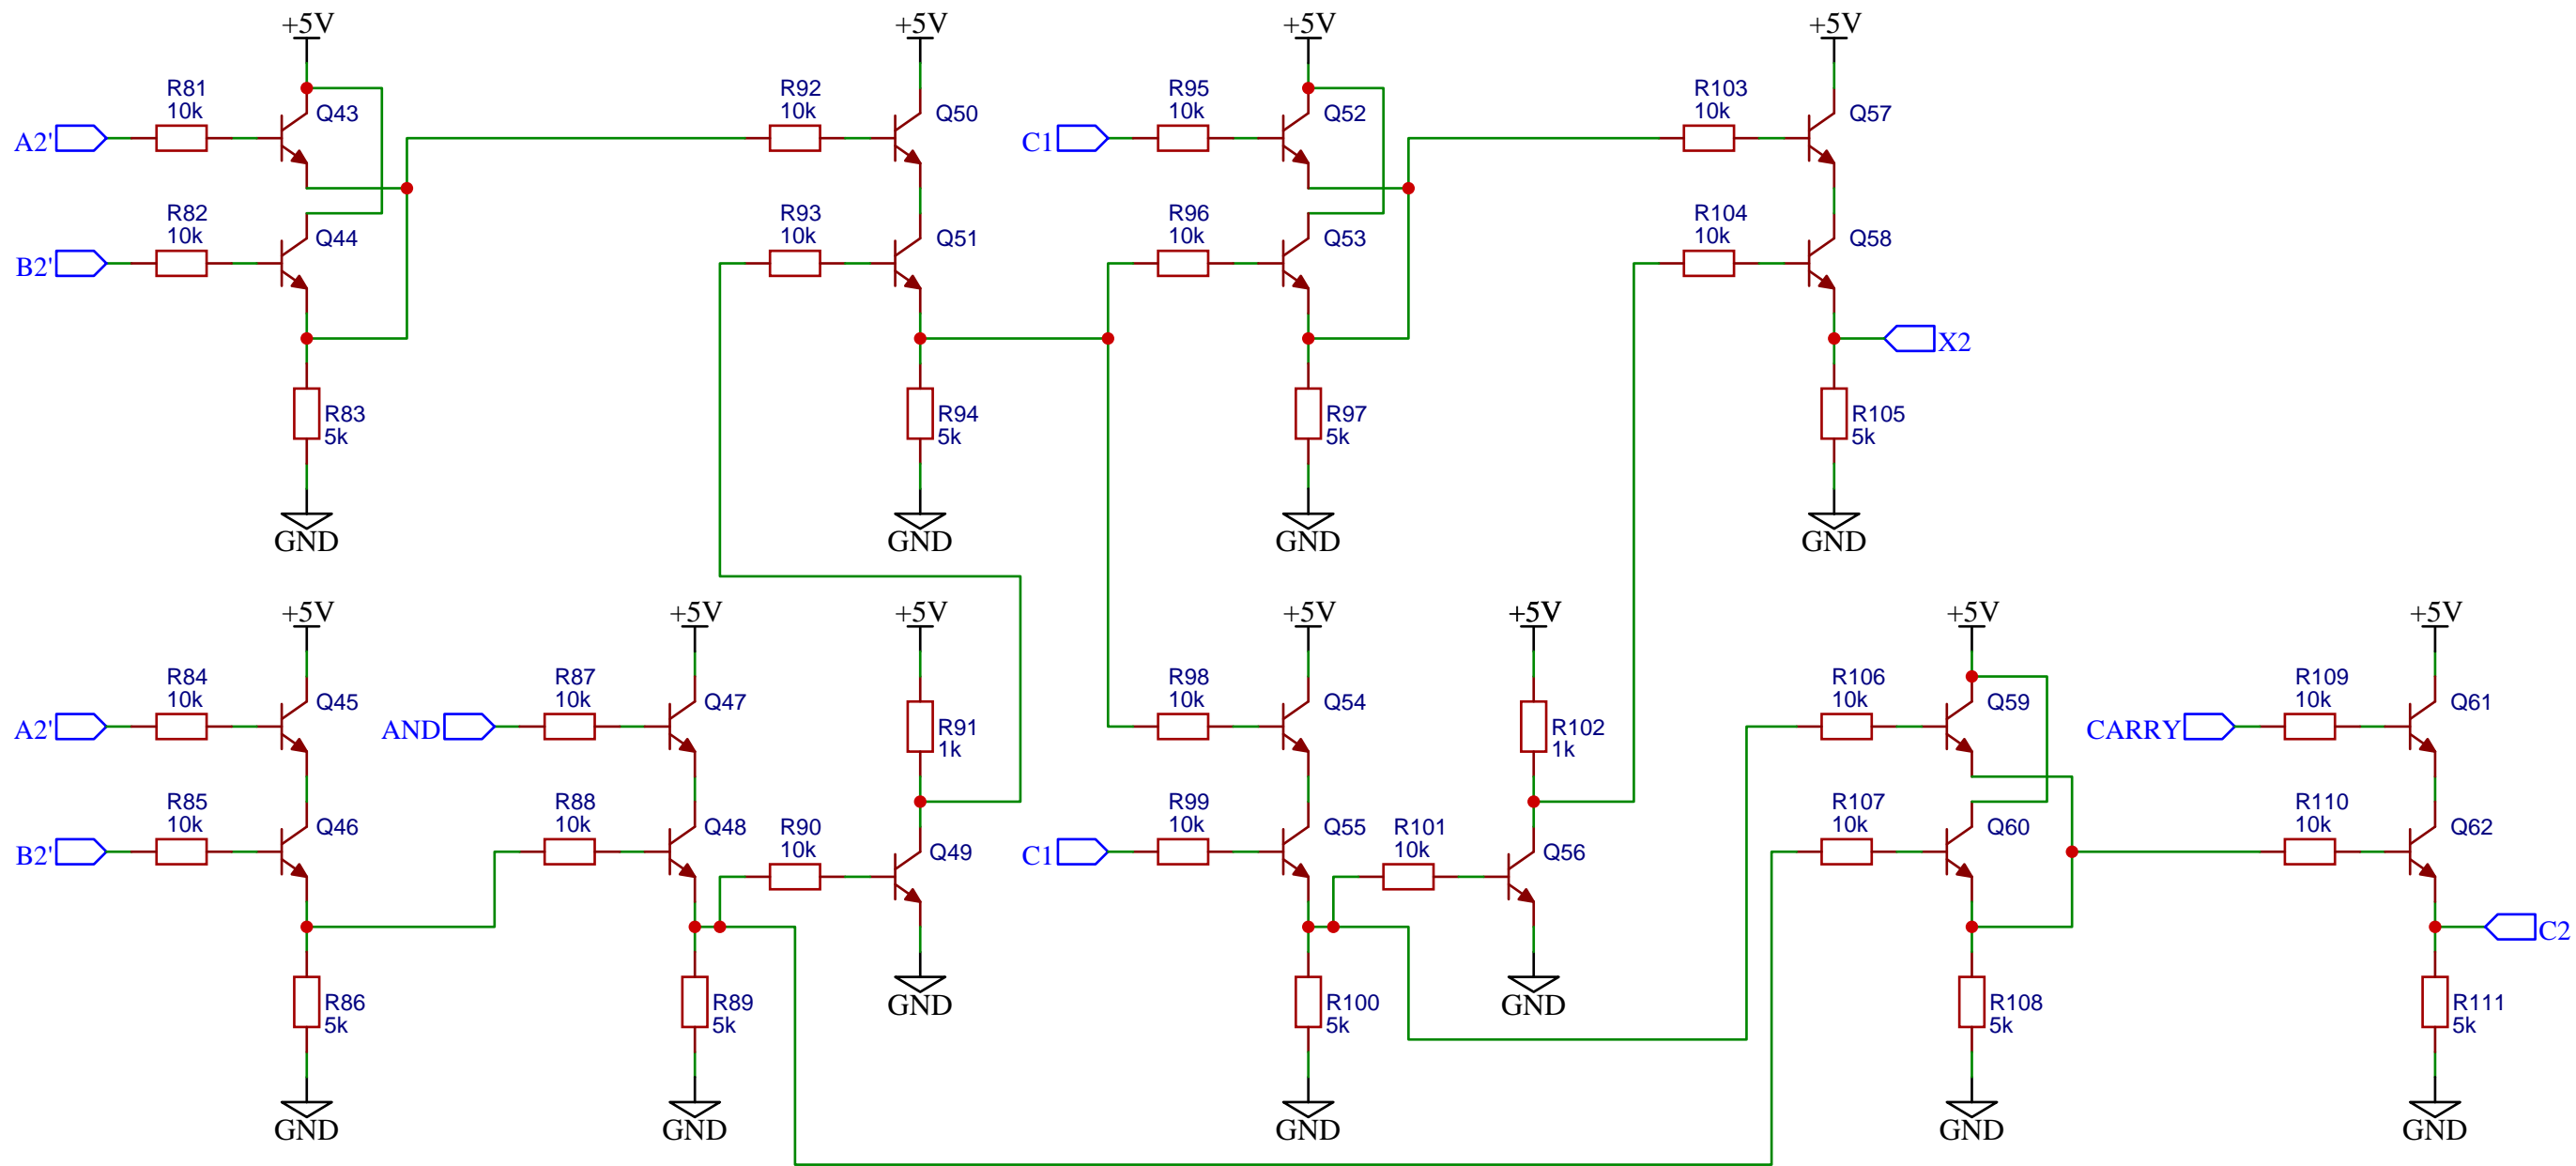 +5V
+5V
+5V
+5V
R81
10k
Q43
A2'
R82
10k
Q44
B2'
R83
5k
GND
R92
10k
Q50
R93
10k
Q51
R94
5k
GND
C1
R95
10k
Q52
R96
10k
Q53
R97
5k
GND
R103
10k
Q57
R104
10k
Q58
X2
R105
5k
GND
+5V
+5V
+5V
+5V
+5V
+5V
+5V
R84
10k
Q45
A2'
R85
10k
Q46
B2'
R86
5k
GND
AND
R87
10k
Q47
R88
10k
Q48
R89
5k
GND
R91
1k
R90
10k
Q49
GND
R98
10k
Q54
C1
R99
10k
Q55
R100
5k
GND
R102
1k
R101
10k
Q56
GND
R106
10k
Q59
R107
10k
Q60
R108
5k
GND
CARRY
R109
10k
Q61
R110
10k
Q62
C2
R111
5k
GND